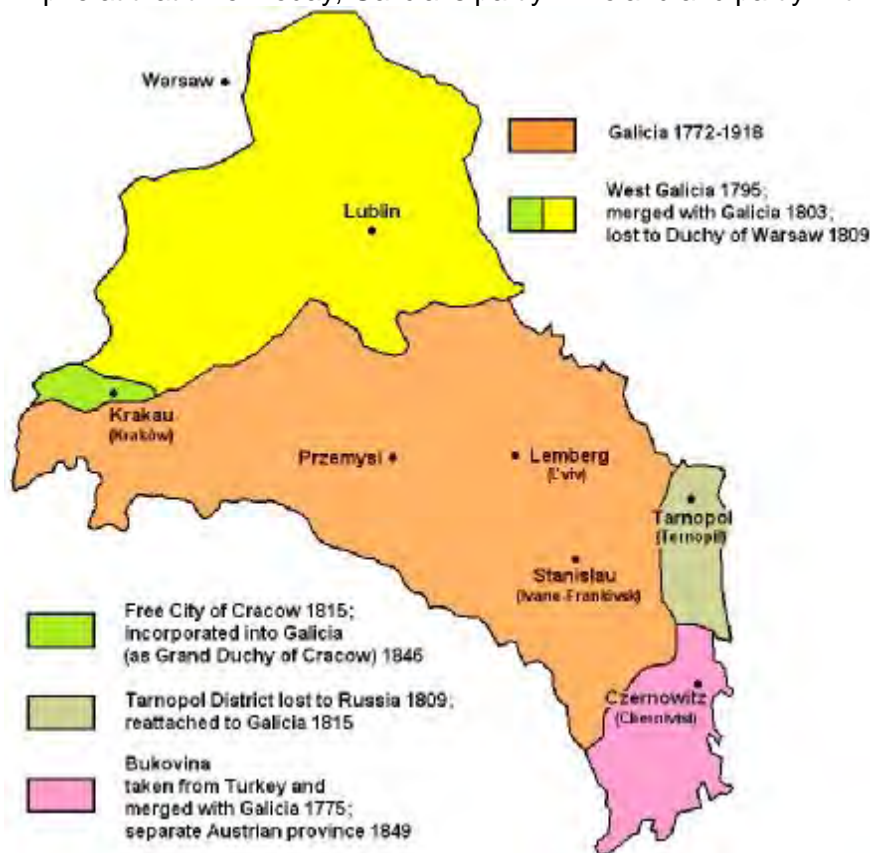 Warsaw
Galicia 1772-1918
West Galicia 1795;
merged with Galicia 1803;
lost to Duchy of Warsaw 1809
Lublin
Krakau
(Kraków)
Przemysl
Lemberg
(L'viv)
Tarnopol
(Ternopil)
Stanislau
(Ivano-Frankivsk)
Free City of Cracow 1815;
incorporated into Galicia
(as Grand Duchy of Cracow) 1846
Tarnopol District lost to Russia 1809;
reattached to Galicia 1815
Czernowitz
(Chernivtsi)
Bukovina
taken from Turkey and
merged with Galicia 1775;
separate Austrian province 1849